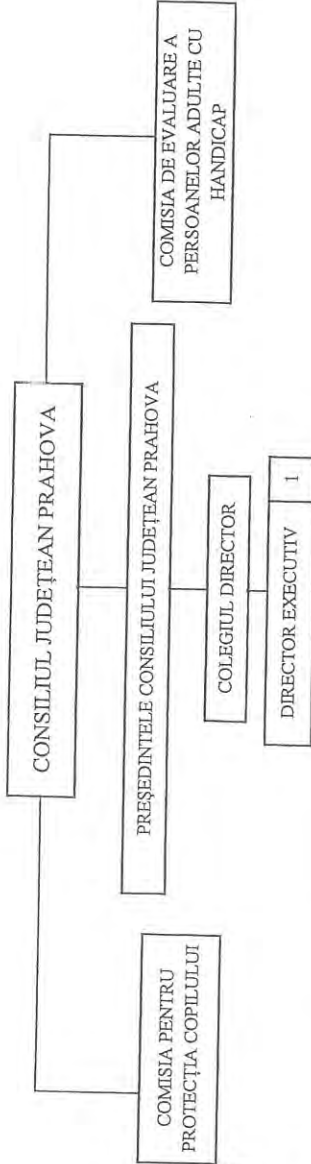 CONSILIUL JUDEȚEAN PRAHOVA
COMISIA PENTRU
PROTECȚIA COPILULUI
PREȘEDINTELE CONSILIULUI JUDEȚEAN PRAHOVA
COMISIA DE EVALUARE A
PERSOANELOR ADULTE CU
HANDICAP
COLEGIUL DIRECTOR
DIRECTOR EXECUTIV 1